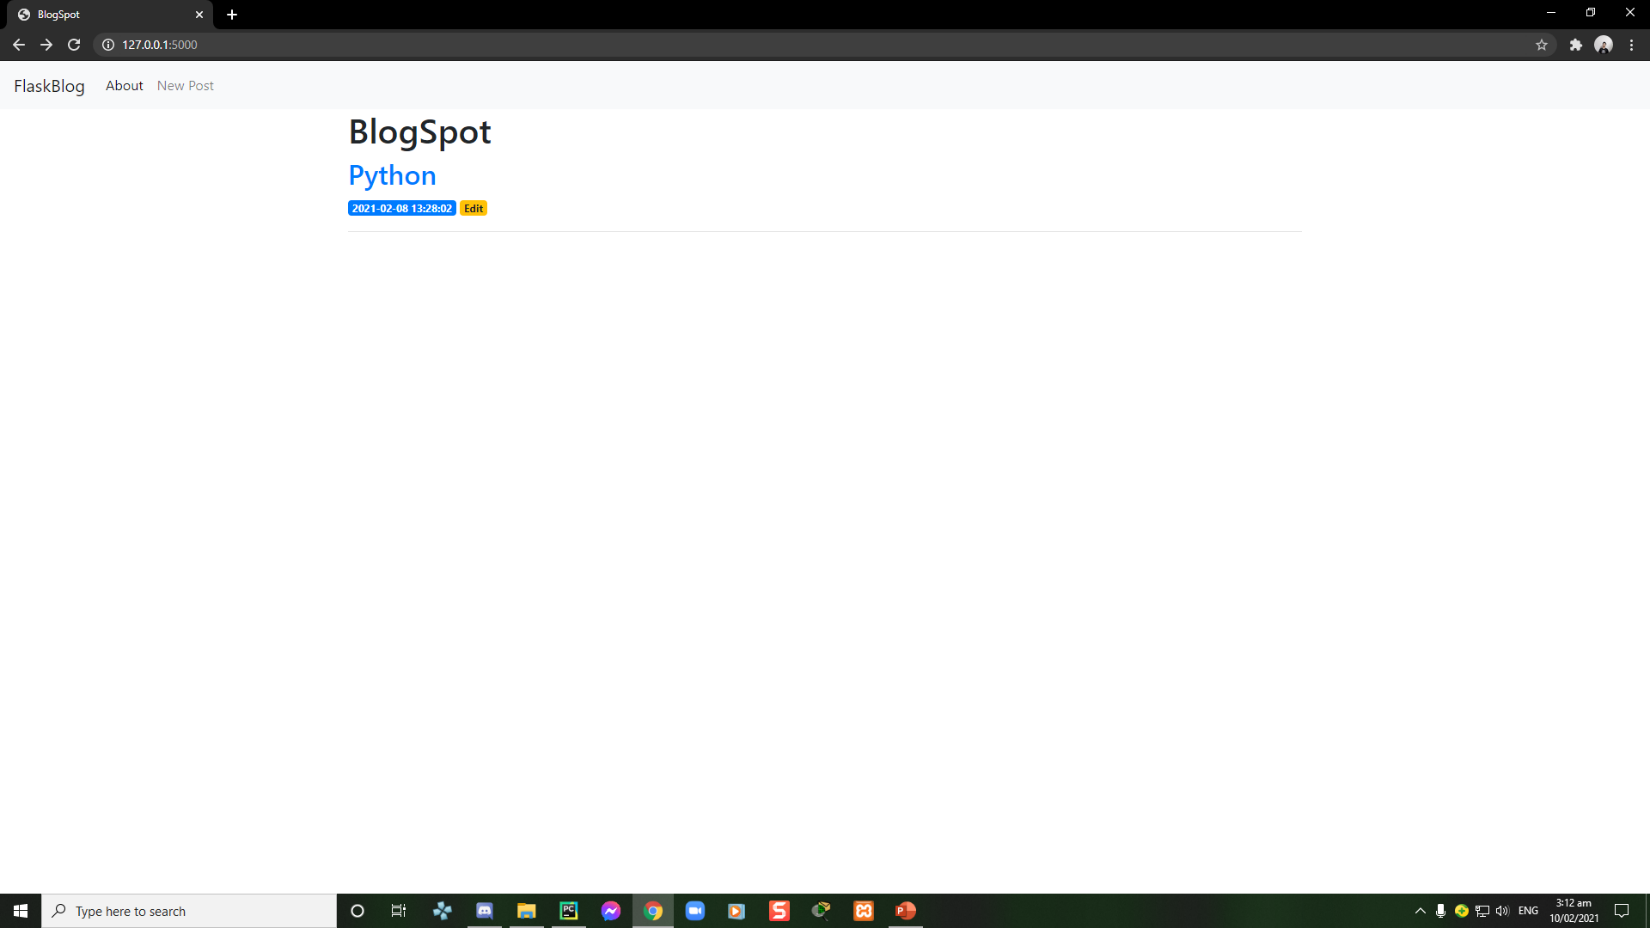 BlogSpot
127.0.0.1:5000
FlaskBlog About New Post
BlogSpot
Python
2021-02-08 13:28:02 Edit
Type here to search
PC
S
P
ENG
3:12 am
10/02/2021